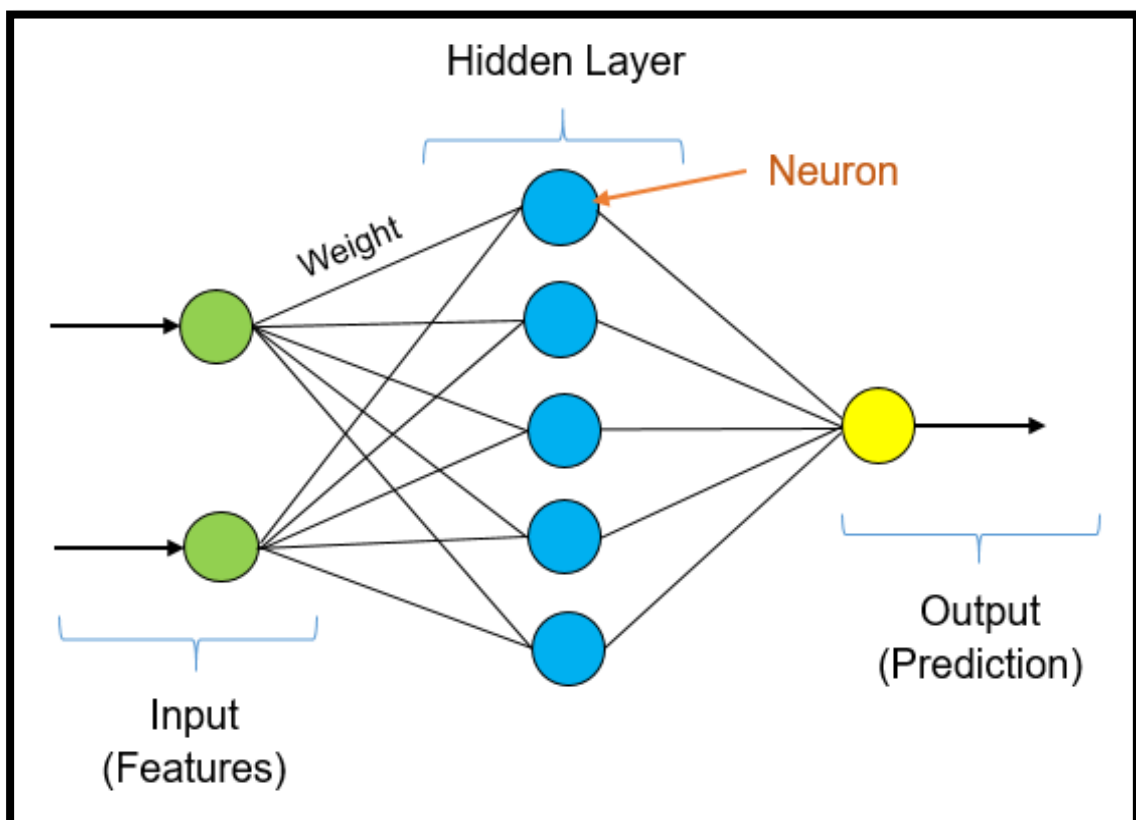 Hidden Layer
Neuron
Weight
Input
(Features)
Output
(Prediction)